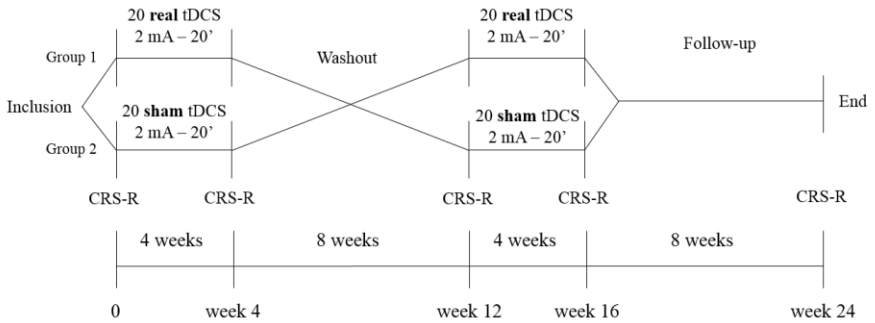 20 real tDCS
2 mA – 20’
20 real tDCS
2 mA – 20’
Group 1
Washout
Follow-up
Inclusion
End
20 sham tDCS
2 mA – 20’
20 sham tDCS
2 mA – 20’
Group 2
CRS-R
CRS-R
CRS-R
CRS-R
CRS-R
4 weeks
8 weeks
4 weeks
8 weeks
0
week 4
week 12
week 16
week 24